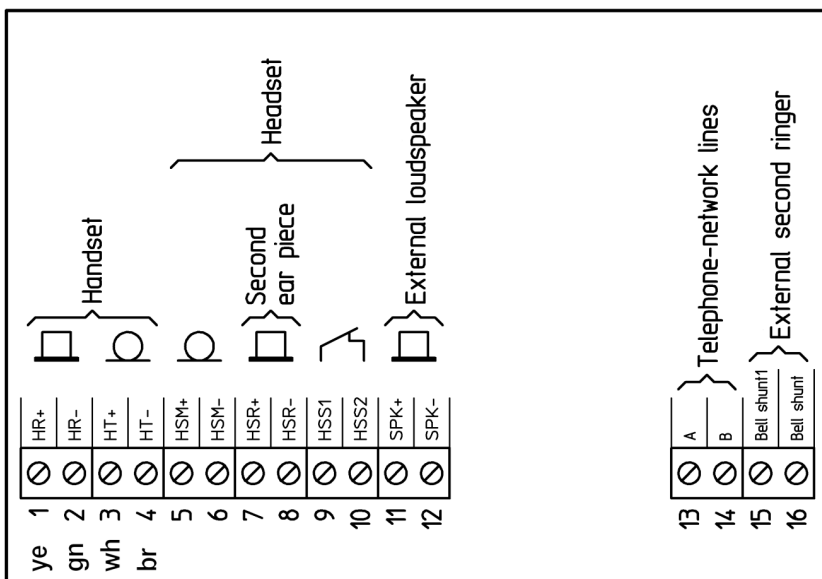 Headset
Handset
Second
ear piece
External loudspeaker
Telephone-network lines
External second ringer
HR+
HR-
HT+
HT-
HSM+
HSM-
HSR+
HSR-
HSS1
HSS2
SPK+
SPK-
A
B
Bell shunt1
Bell shunt
1 2 3 4 5 6 7 8 9 10 11 12 13 14 15 16
ye gn wh br